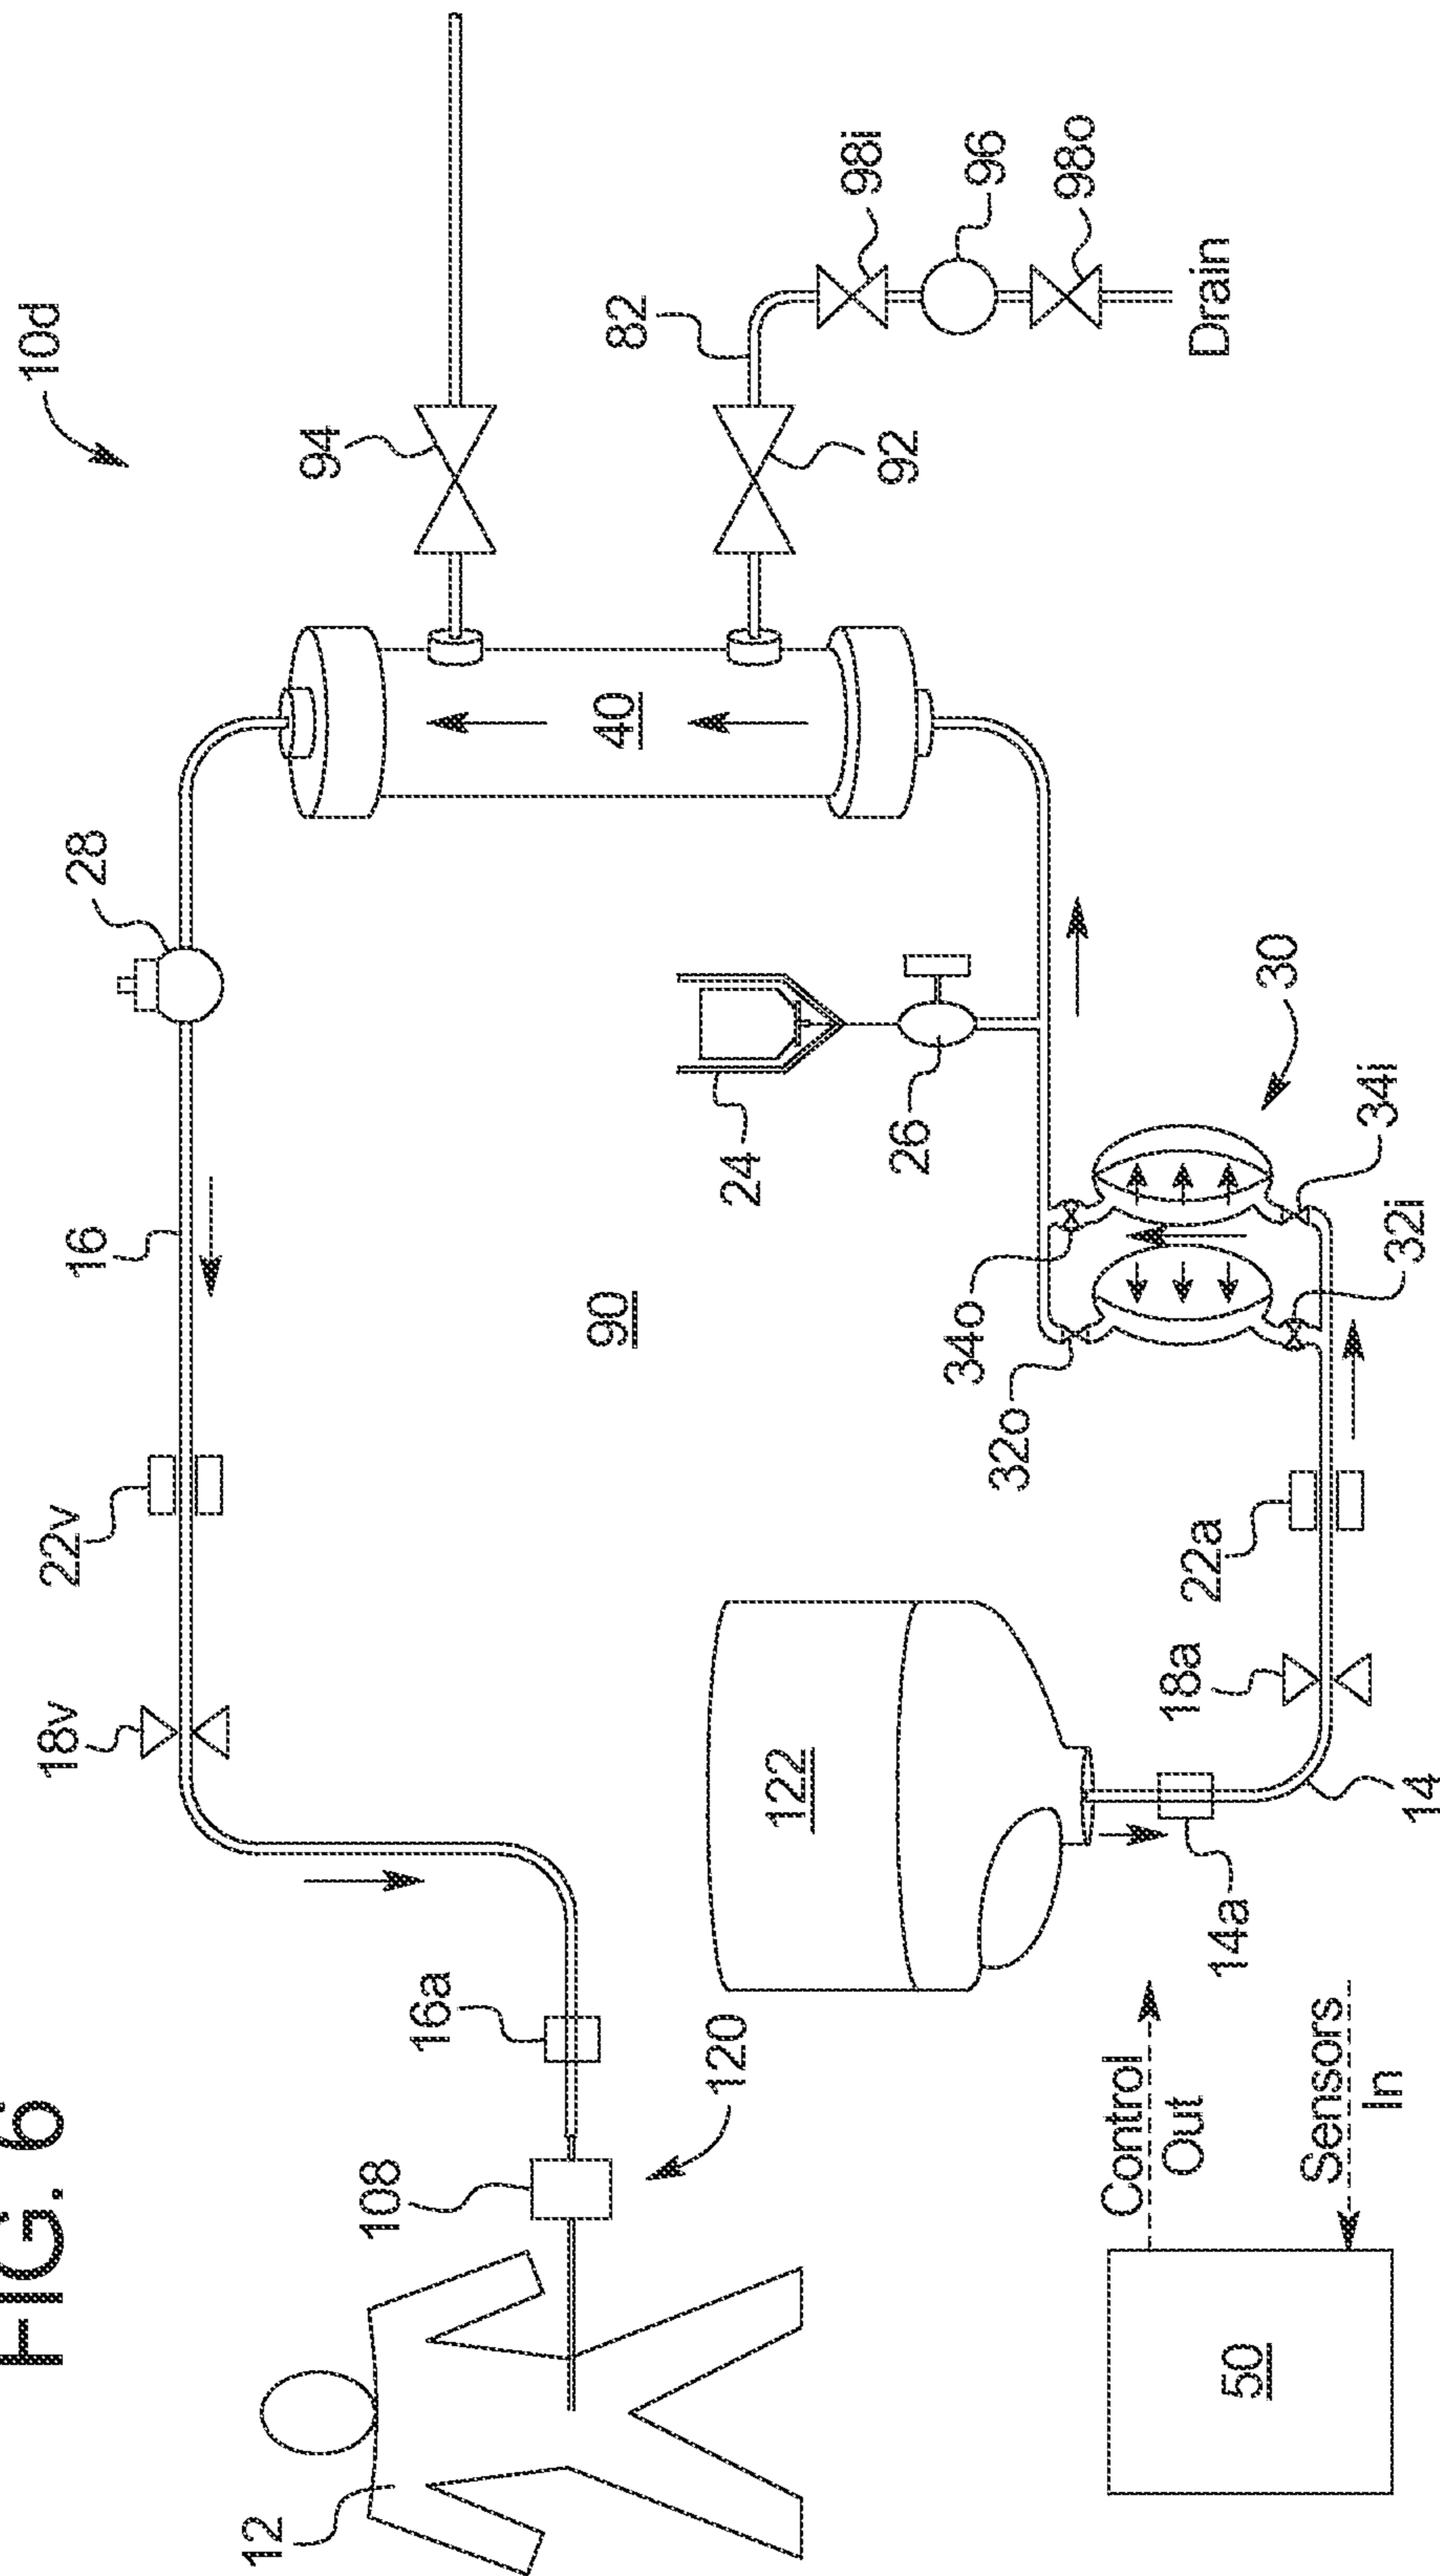 FIG. 6
10d
94
82
98i
96
98o
Drain
92
40
28
16
22v
18v
24
26
30
34i
32i
34o
32o
90
22a
18a
122
14
14a
16a
120
108
12
Control
Out
Sensors
In
50